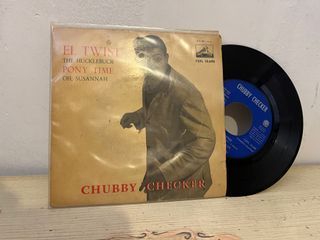 EL TWIST
THE HUCKLEBUCK
PONY TIME
OH, SUSANNAH
CHUBBY CHECKER
CHUBBY CHECKER